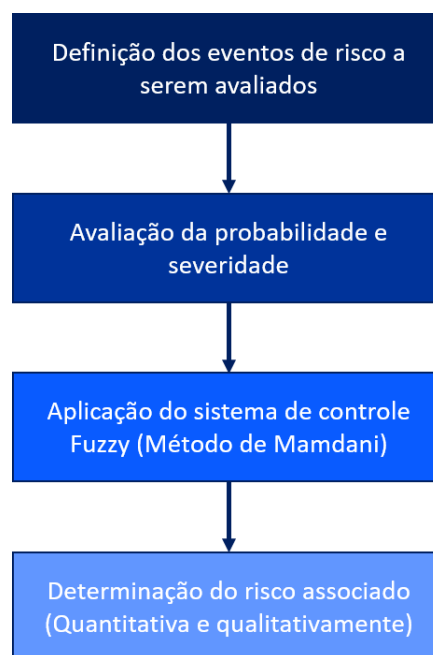 Definição dos eventos de risco a
serem avaliados
Avaliação da probabilidade e
severidade
Aplicação do sistema de controle
Fuzzy (Método de Mamdani)
Determinação do risco associado
(Quantitativa e qualitativamente)